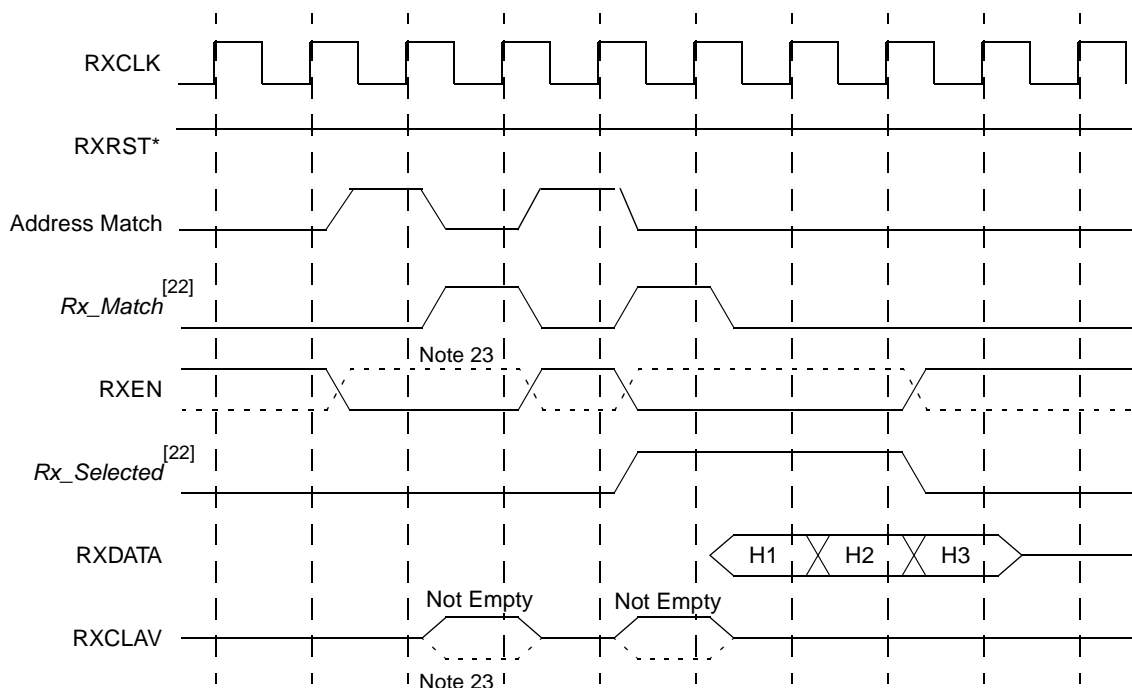 RXCLK
RXRST*
Address Match
Rx_Match[22]
Note 23
RXEN
Rx_Selected[22]
RXDATA
H1 H2 H3
Not Empty Not Empty
RXCLAV
Note 23